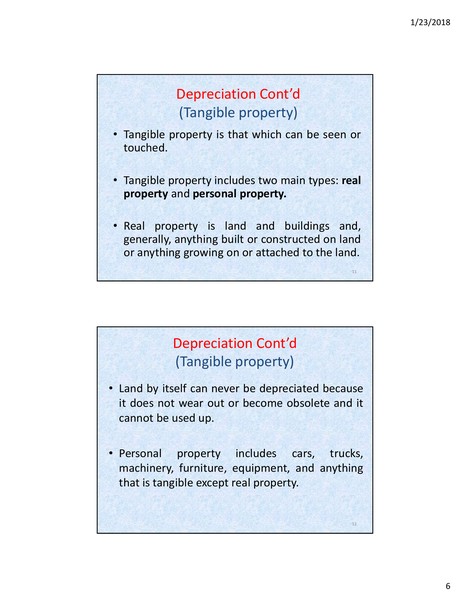 1/23/2018
Depreciation Cont’d
(Tangible property)
• Tangible property is that which can be seen or
touched.
• Tangible property includes two main types: real
property and personal property.
• Real property is land and buildings and,
generally, anything built or constructed on land
or anything growing on or attached to the land.
Depreciation Cont’d
(Tangible property)
• Land by itself can never be depreciated because
it does not wear out or become obsolete and it
cannot be used up.
• Personal property includes cars, trucks,
machinery, furniture, equipment, and anything
that is tangible except real property.
6